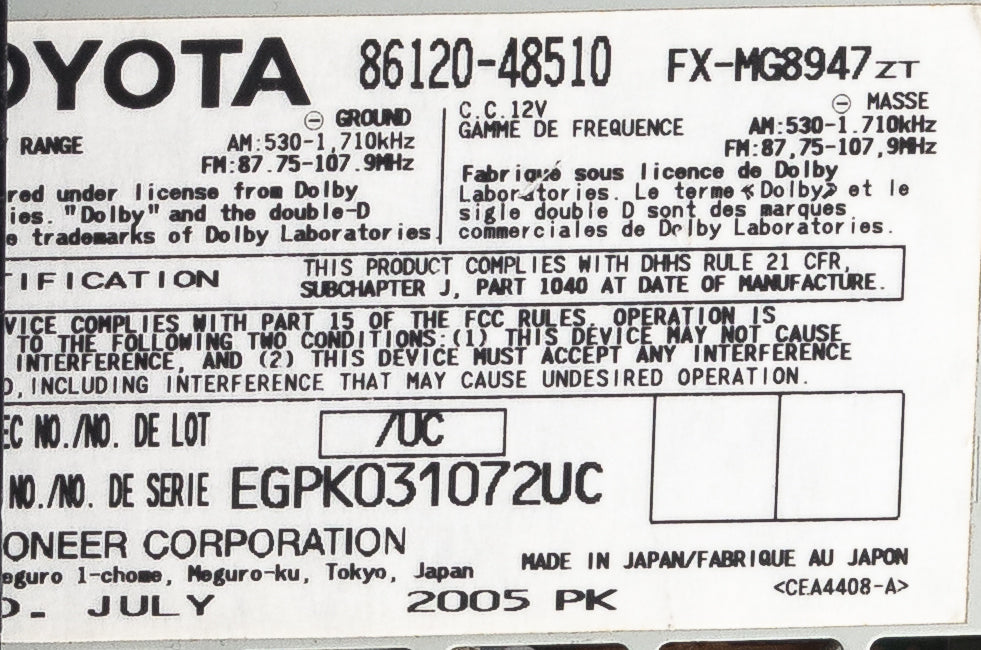 OYOTA 86120-48510 FX-MG8947ZT
⊖ GROUND
RANGE AM:530-1,710kHz
FM:87.75-107.9MHz
red under license from Dolby
ies. "Dolby" and the double-D
e trademarks of Dolby Laboratories.
C.C.12V ⊖ MASSE
GAMME DE FREQUENCE AM:530-1.710kHz
FM:87,75-107,9MHz
Fabriqué sous licence de Dolby
Laboratories. Le terme «Dolby» et le
sigle double D sont des marques
commerciales de Dolby Laboratories.
IFICATION
THIS PRODUCT COMPLIES WITH DHHS RULE 21 CFR,
SUBCHAPTER J, PART 1040 AT DATE OF MANUFACTURE.
VICE COMPLIES WITH PART 15 OF THE FCC RULES. OPERATION IS
TO THE FOLLOWING TWO CONDITIONS:(1) THIS DEVICE MAY NOT CAUSE
INTERFERENCE, AND (2) THIS DEVICE MUST ACCEPT ANY INTERFERENCE
D, INCLUDING INTERFERENCE THAT MAY CAUSE UNDESIRED OPERATION.
EC NO./NO. DE LOT /UC
NO./NO. DE SERIE EGPK031072UC
ONEER CORPORATION
eguro 1-chome, Meguro-ku, Tokyo, Japan
MADE IN JAPAN/FABRIQUE AU JAPON
<CEA4408-A>
D. JULY 2005 PK